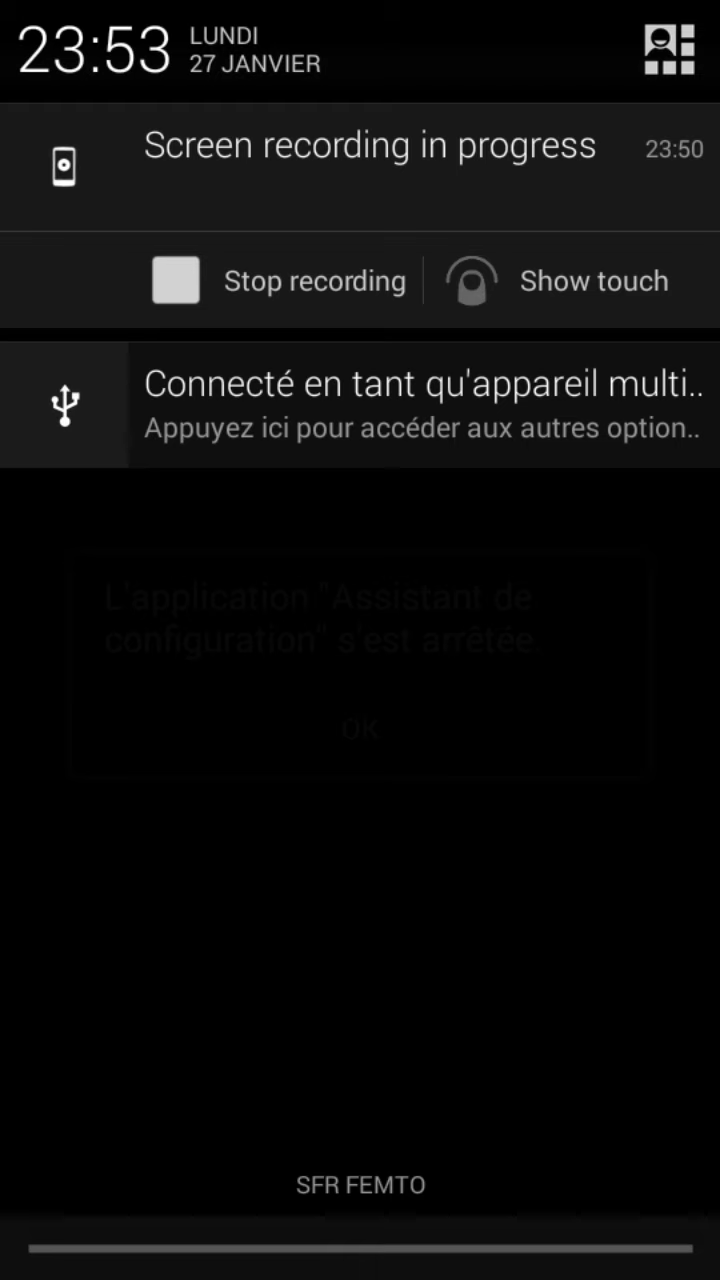 23:53
LUNDI
27 JANVIER
Screen recording in progress
23:50
Stop recording
Show touch
Connecté en tant qu'appareil multi..
Appuyez ici pour accéder aux autres option..
L'application "Assistant de
configuration" s'est arrêtée.
OK
SFR FEMTO